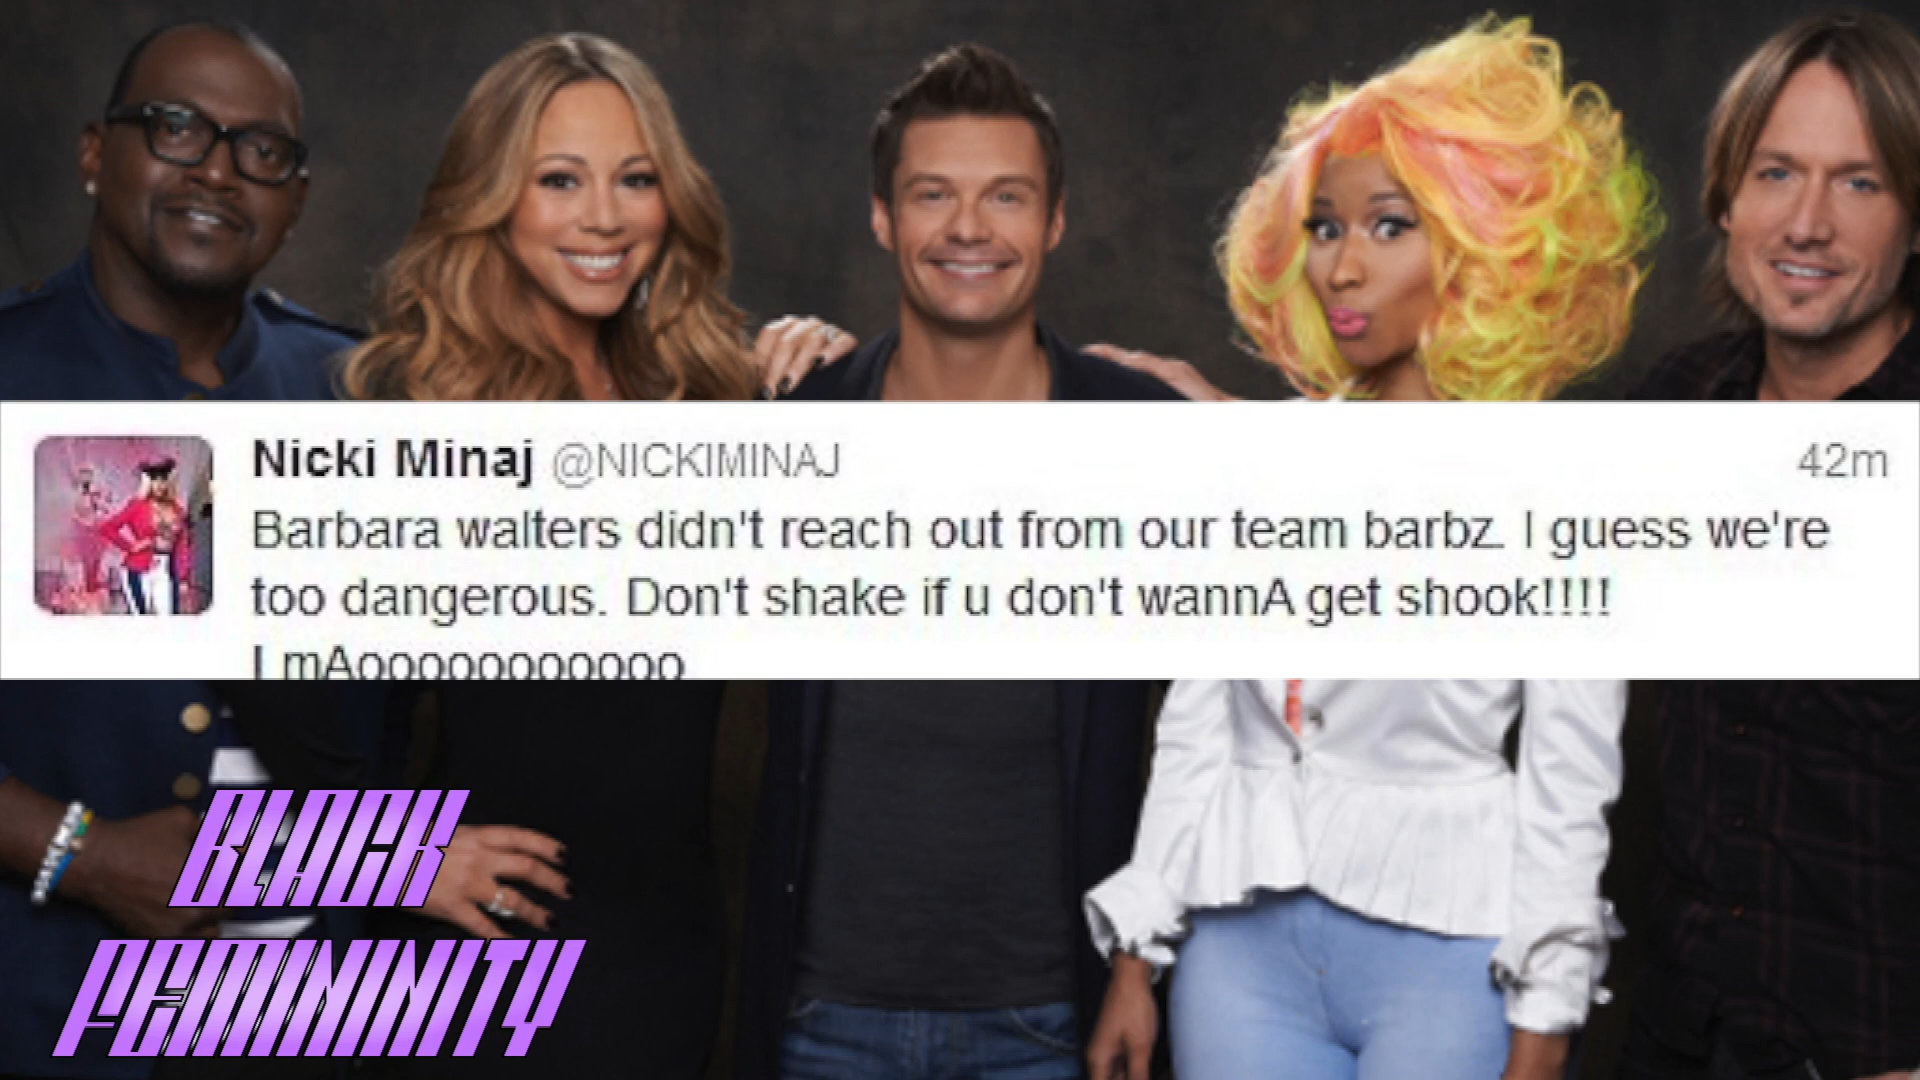 Nicki Minaj @NICKIMINAJ 42m
Barbara walters didn't reach out from our team barbz. I guess we're
too dangerous. Don't shake if u don't wannA get shook!!!!
LmAoooooooooooo
BLACK
FEMININITY